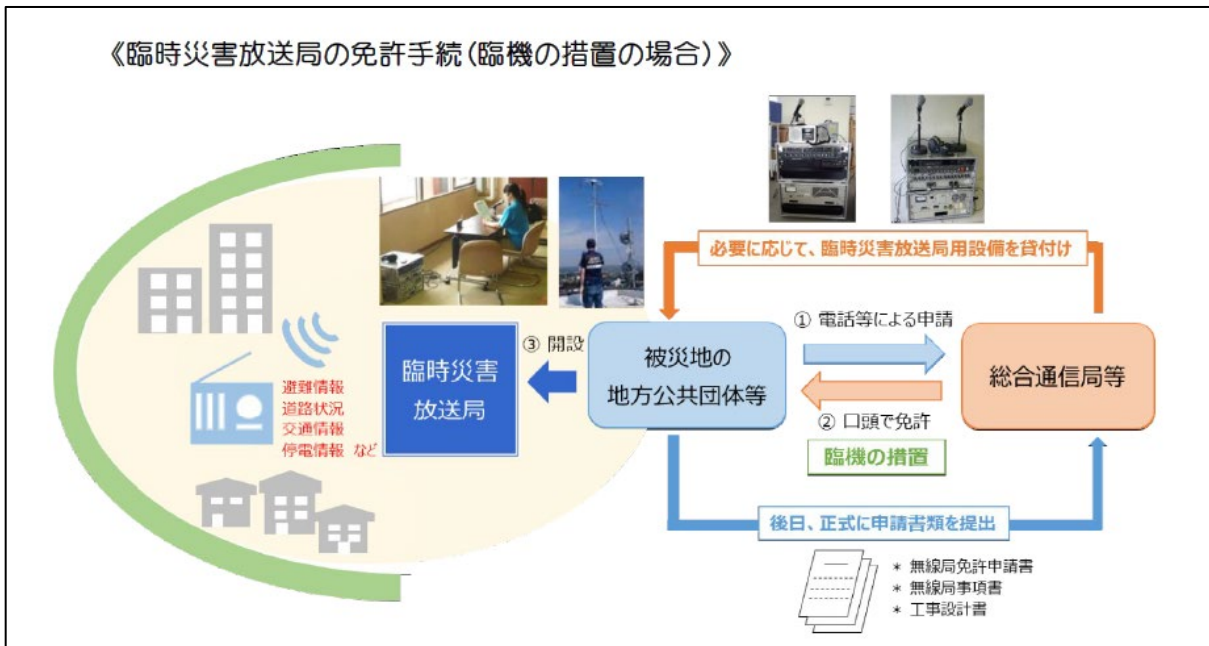 《臨時災害放送局の免許手続(臨機の措置の場合)》
必要に応じて、臨時災害放送局用設備を貸付け
① 電話等による申請
② 口頭で免許
臨機の措置
③ 開設
被災地の
地方公共団体等
総合通信局等
臨時災害
放送局
避難情報
道路状況
交通情報
停電情報 など
後日、正式に申請書類を提出
* 無線局免許申請書
* 無線局事項書
* 工事設計書